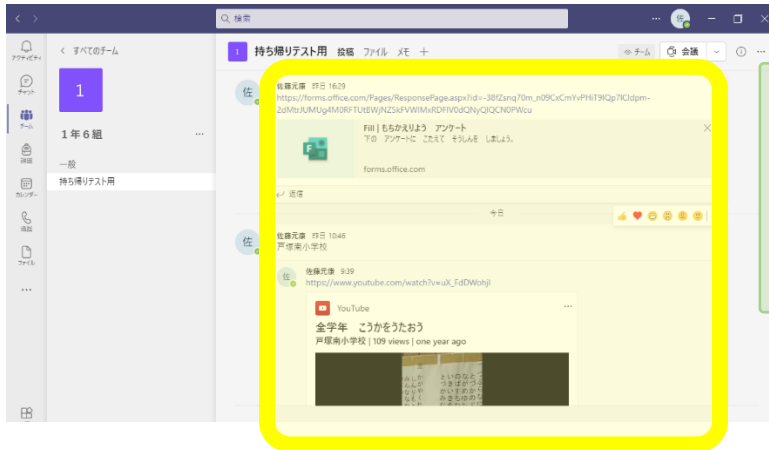 検索
アクティビティ
チャット
チーム
課題
カレンダー
通話
ファイル
すべてのチーム
1
1年6組
一般
持ち帰りテスト用
1 持ち帰りテスト用 投稿 ファイル メモ
チーム 会議
佐 佐藤元康 昨日 16:29
Fill | もちかえりよう アンケート
下の アンケートに こたえて そうしんを しましょう。
forms.office.com
返信
今日
佐 佐藤元康 昨日 10:46
戸塚南小学校
佐 佐藤元康 9:39
YouTube
全学年 こうかをうたおう
戸塚南小学校 | 109 views | one year ago